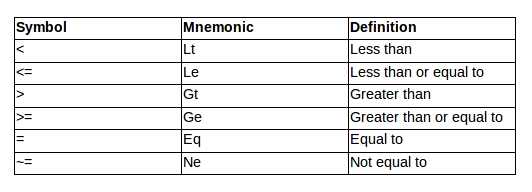 Symbol Mnemonic Definition
< Lt Less than
<= Le Less than or equal to
> Gt Greater than
>= Ge Greater than or equal to
= Eq Equal to
~= Ne Not equal to